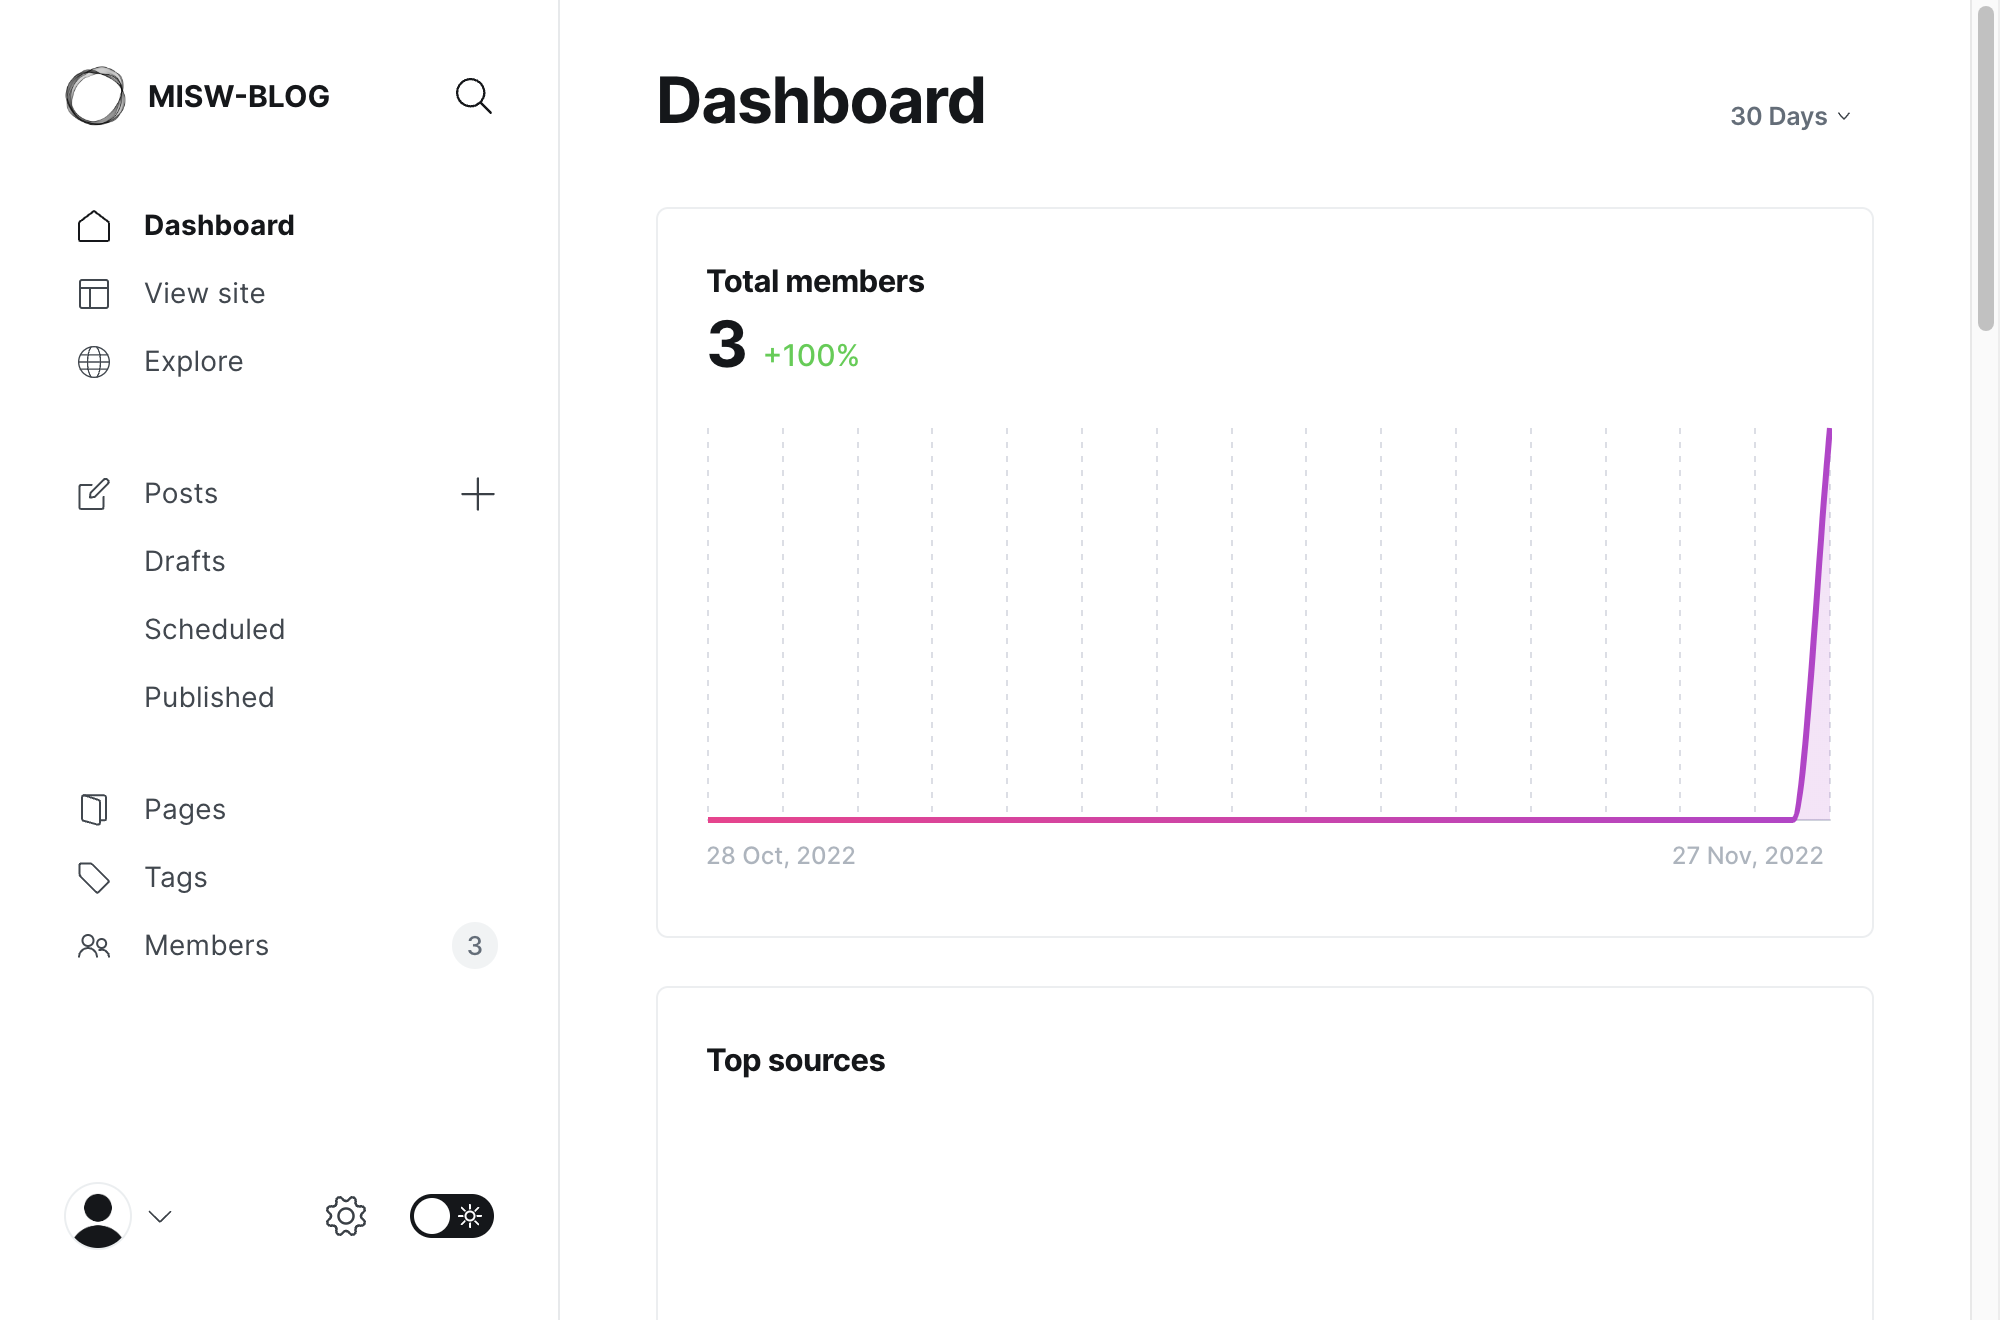 MISW-BLOG
Dashboard
View site
Explore
Posts
Drafts
Scheduled
Published
Pages
Tags
Members 3
Dashboard
30 Days
Total members
3 +100%
28 Oct, 2022 27 Nov, 2022
Top sources